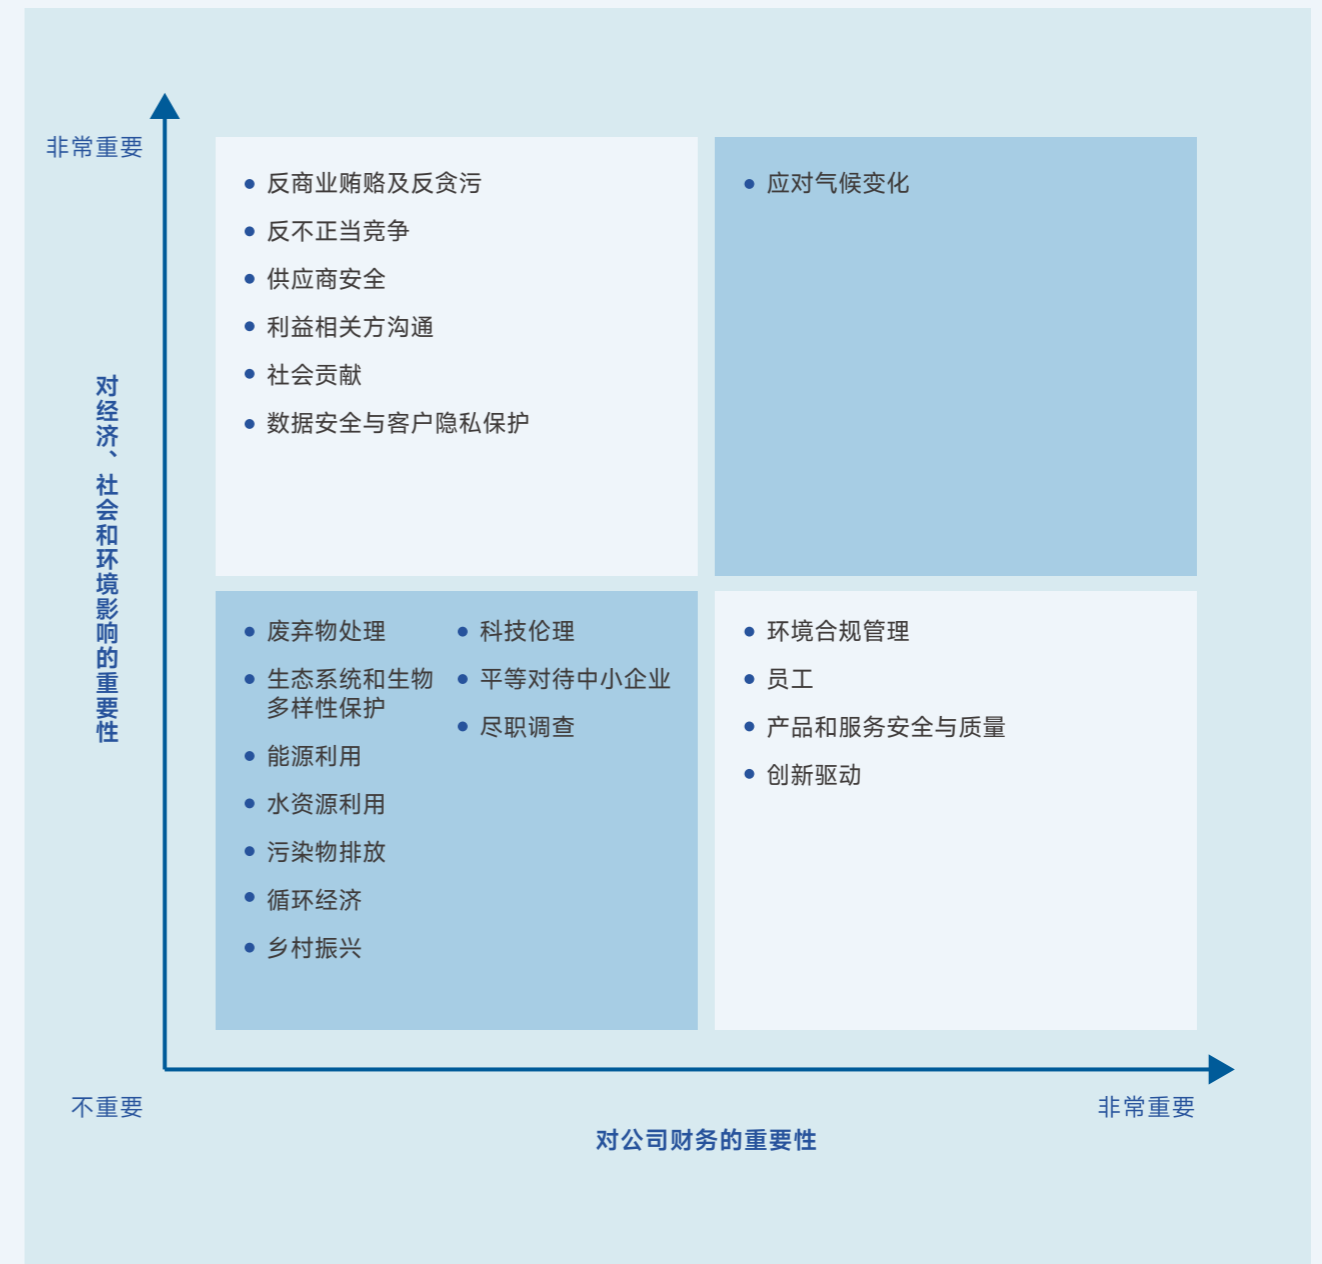 非常重要
对经济、社会和环境影响的重要性
反商业贿赂及反贪污
反不正当竞争
供应商安全
利益相关方沟通
社会贡献
数据安全与客户隐私保护
应对气候变化
废弃物处理
生态系统和生物
多样性保护
能源利用
水资源利用
污染物排放
循环经济
乡村振兴
科技伦理
平等对待中小企业
尽职调查
环境合规管理
员工
产品和服务安全与质量
创新驱动
不重要
非常重要
对公司财务的重要性